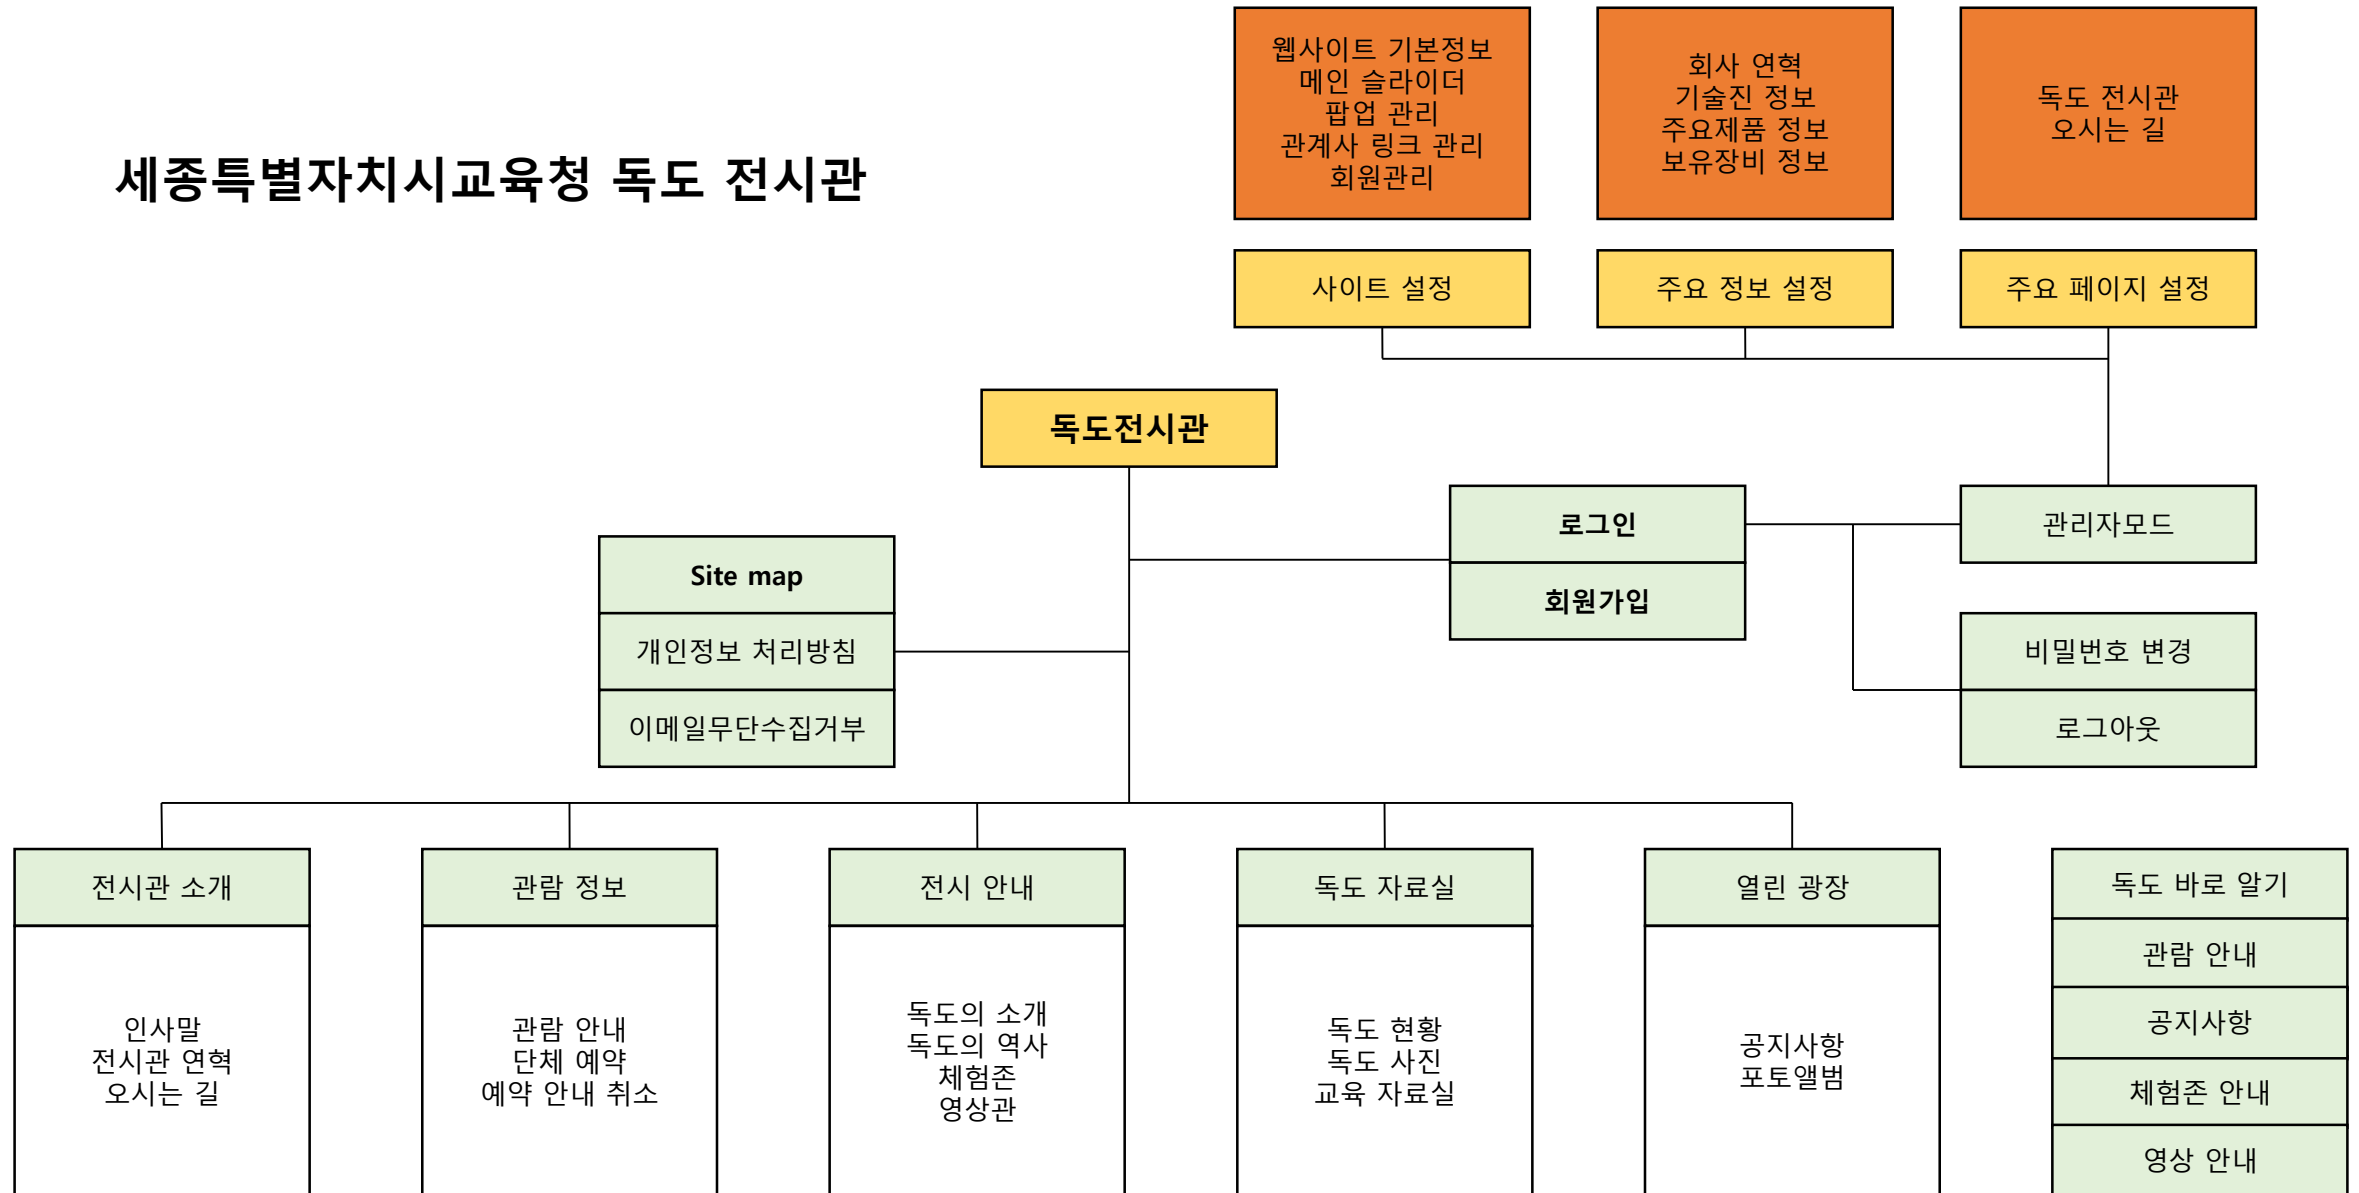 웹사이트 기본정보
메인 슬라이더
팝업 관리
관계사 링크 관리
회원관리
회사 연혁
기술진 정보
주요제품 정보
보유장비 정보
독도 전시관
오시는 길
세종특별자치시교육청 독도 전시관
사이트 설정
주요 정보 설정
주요 페이지 설정
독도전시관
로그인
회원가입
관리자모드
Site map
개인정보 처리방침
이메일무단수집거부
비밀번호 변경
로그아웃
전시관 소개
인사말
전시관 연혁
오시는 길
관람 정보
관람 안내
단체 예약
예약 안내 취소
전시 안내
독도의 소개
독도의 역사
체험존
영상관
독도 자료실
독도 현황
독도 사진
교육 자료실
열린 광장
공지사항
포토앨범
독도 바로 알기
관람 안내
공지사항
체험존 안내
영상 안내